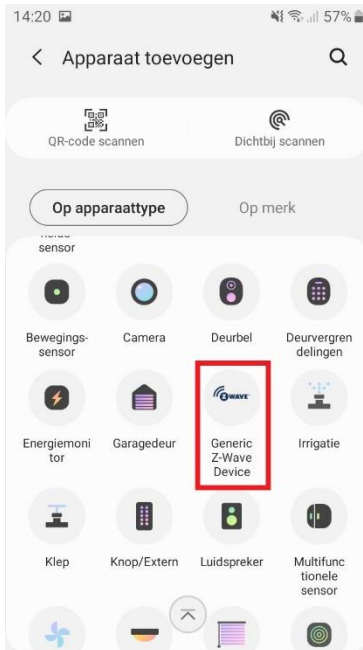 14:20 57%
Apparaat toevoegen
QR-code scannen Dichtbij scannen
Op apparaattype Op merk
sensor
Bewegings-
sensor
Camera
Deurbel
Deurvergren
delingen
Z-WAVE
Energiemoni
tor
Garagedeur
Generic
Z-Wave
Device
Irrigatie
Klep
Knop/Extern
Luidspreker
Multifunc
tionele
sensor